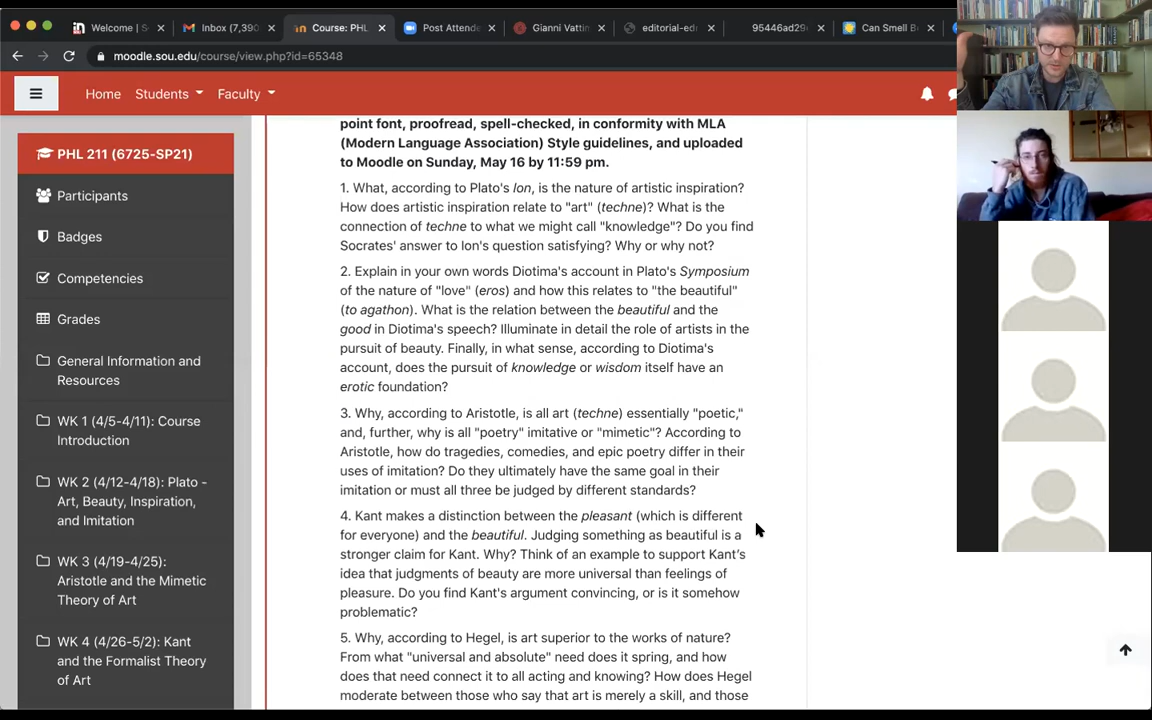 Welcome | S
Inbox (7,390
Course: PHL
Post Attende
Gianni Vattin
editorial-edi
95446ad29
Can Smell B
moodle.sou.edu/course/view.php?id=65348
Home Students Faculty
PHL 211 (6725-SP21)
Participants
Badges
Competencies
Grades
General Information and
Resources
WK 1 (4/5-4/11): Course
Introduction
WK 2 (4/12-4/18): Plato -
Art, Beauty, Inspiration,
and Imitation
WK 3 (4/19-4/25):
Aristotle and the Mimetic
Theory of Art
WK 4 (4/26-5/2): Kant
and the Formalist Theory
of Art
point font, proofread, spell-checked, in conformity with MLA
(Modern Language Association) Style guidelines, and uploaded
to Moodle on Sunday, May 16 by 11:59 pm.
1. What, according to Plato's Ion, is the nature of artistic inspiration?
How does artistic inspiration relate to "art" (techne)? What is the
connection of techne to what we might call "knowledge"? Do you find
Socrates' answer to Ion's question satisfying? Why or why not?
2. Explain in your own words Diotima's account in Plato's Symposium
of the nature of "love" (eros) and how this relates to "the beautiful"
(to agathon). What is the relation between the beautiful and the
good in Diotima's speech? Illuminate in detail the role of artists in the
pursuit of beauty. Finally, in what sense, according to Diotima's
account, does the pursuit of knowledge or wisdom itself have an
erotic foundation?
3. Why, according to Aristotle, is all art (techne) essentially "poetic,"
and, further, why is all "poetry" imitative or "mimetic"? According to
Aristotle, how do tragedies, comedies, and epic poetry differ in their
uses of imitation? Do they ultimately have the same goal in their
imitation or must all three be judged by different standards?
4. Kant makes a distinction between the pleasant (which is different
for everyone) and the beautiful. Judging something as beautiful is a
stronger claim for Kant. Why? Think of an example to support Kant's
idea that judgments of beauty are more universal than feelings of
pleasure. Do you find Kant's argument convincing, or is it somehow
problematic?
5. Why, according to Hegel, is art superior to the works of nature?
From what "universal and absolute" need does it spring, and how
does that need connect it to all acting and knowing? How does Hegel
moderate between those who say that art is merely a skill, and those